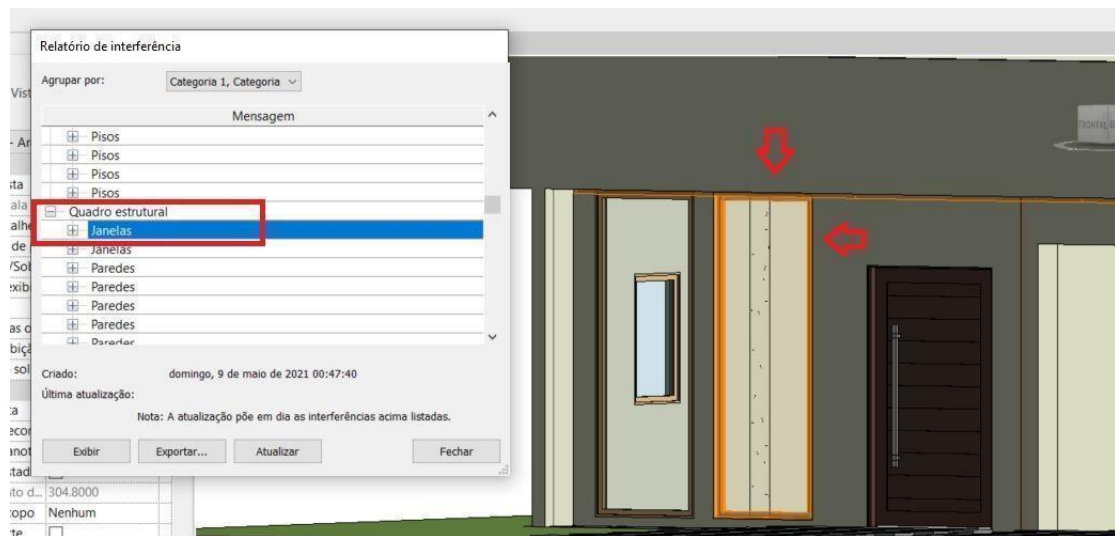 Relatório de interferência
Agrupar por: Categoria 1, Categoria
Mensagem
Pisos
Pisos
Pisos
Pisos
Quadro estrutural
Janelas
Janelas
Paredes
Paredes
Paredes
Paredes
Paredes
Criado: domingo, 9 de maio de 2021 00:47:40
Última atualização:
Nota: A atualização põe em dia as interferências acima listadas.
Exibir Exportar... Atualizar Fechar
304.8000
Nenhum
FRONTAL